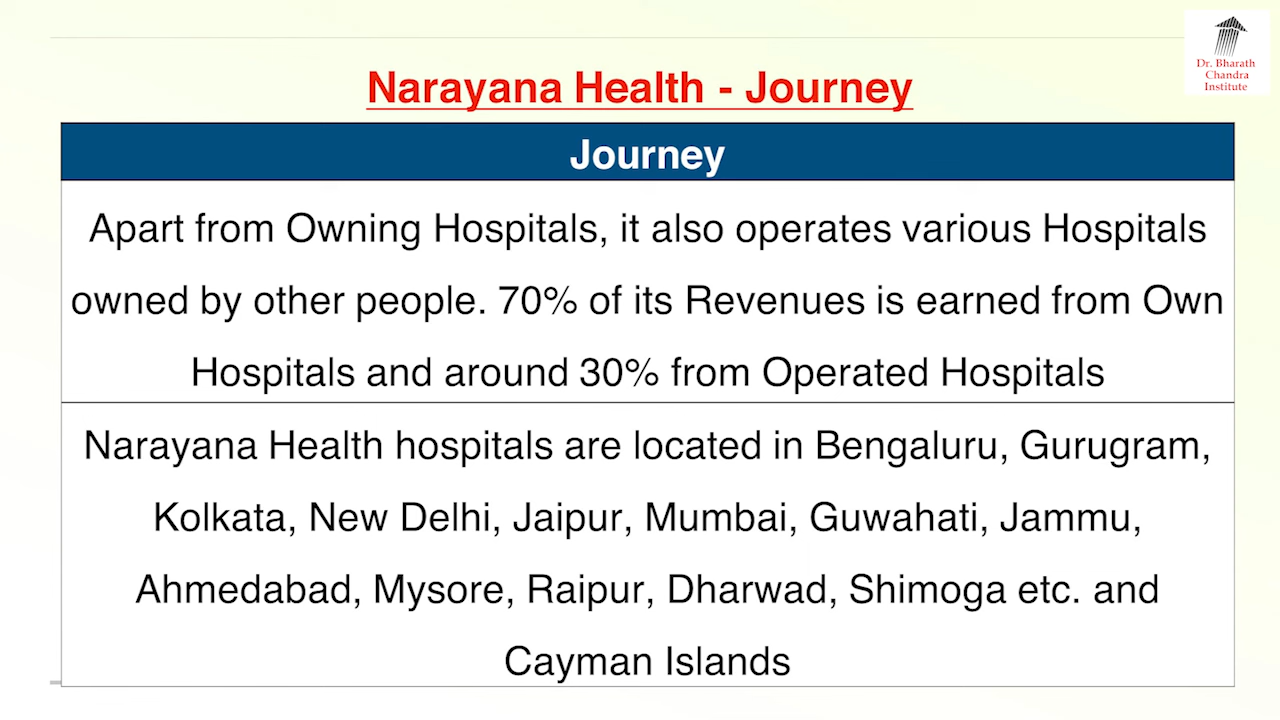 Dr. Bharath
Chandra
Institute
Narayana Health - Journey
Journey
Apart from Owning Hospitals, it also operates various Hospitals
owned by other people. 70% of its Revenues is earned from Own
Hospitals and around 30% from Operated Hospitals
Narayana Health hospitals are located in Bengaluru, Gurugram,
Kolkata, New Delhi, Jaipur, Mumbai, Guwahati, Jammu,
Ahmedabad, Mysore, Raipur, Dharwad, Shimoga etc. and
Cayman Islands